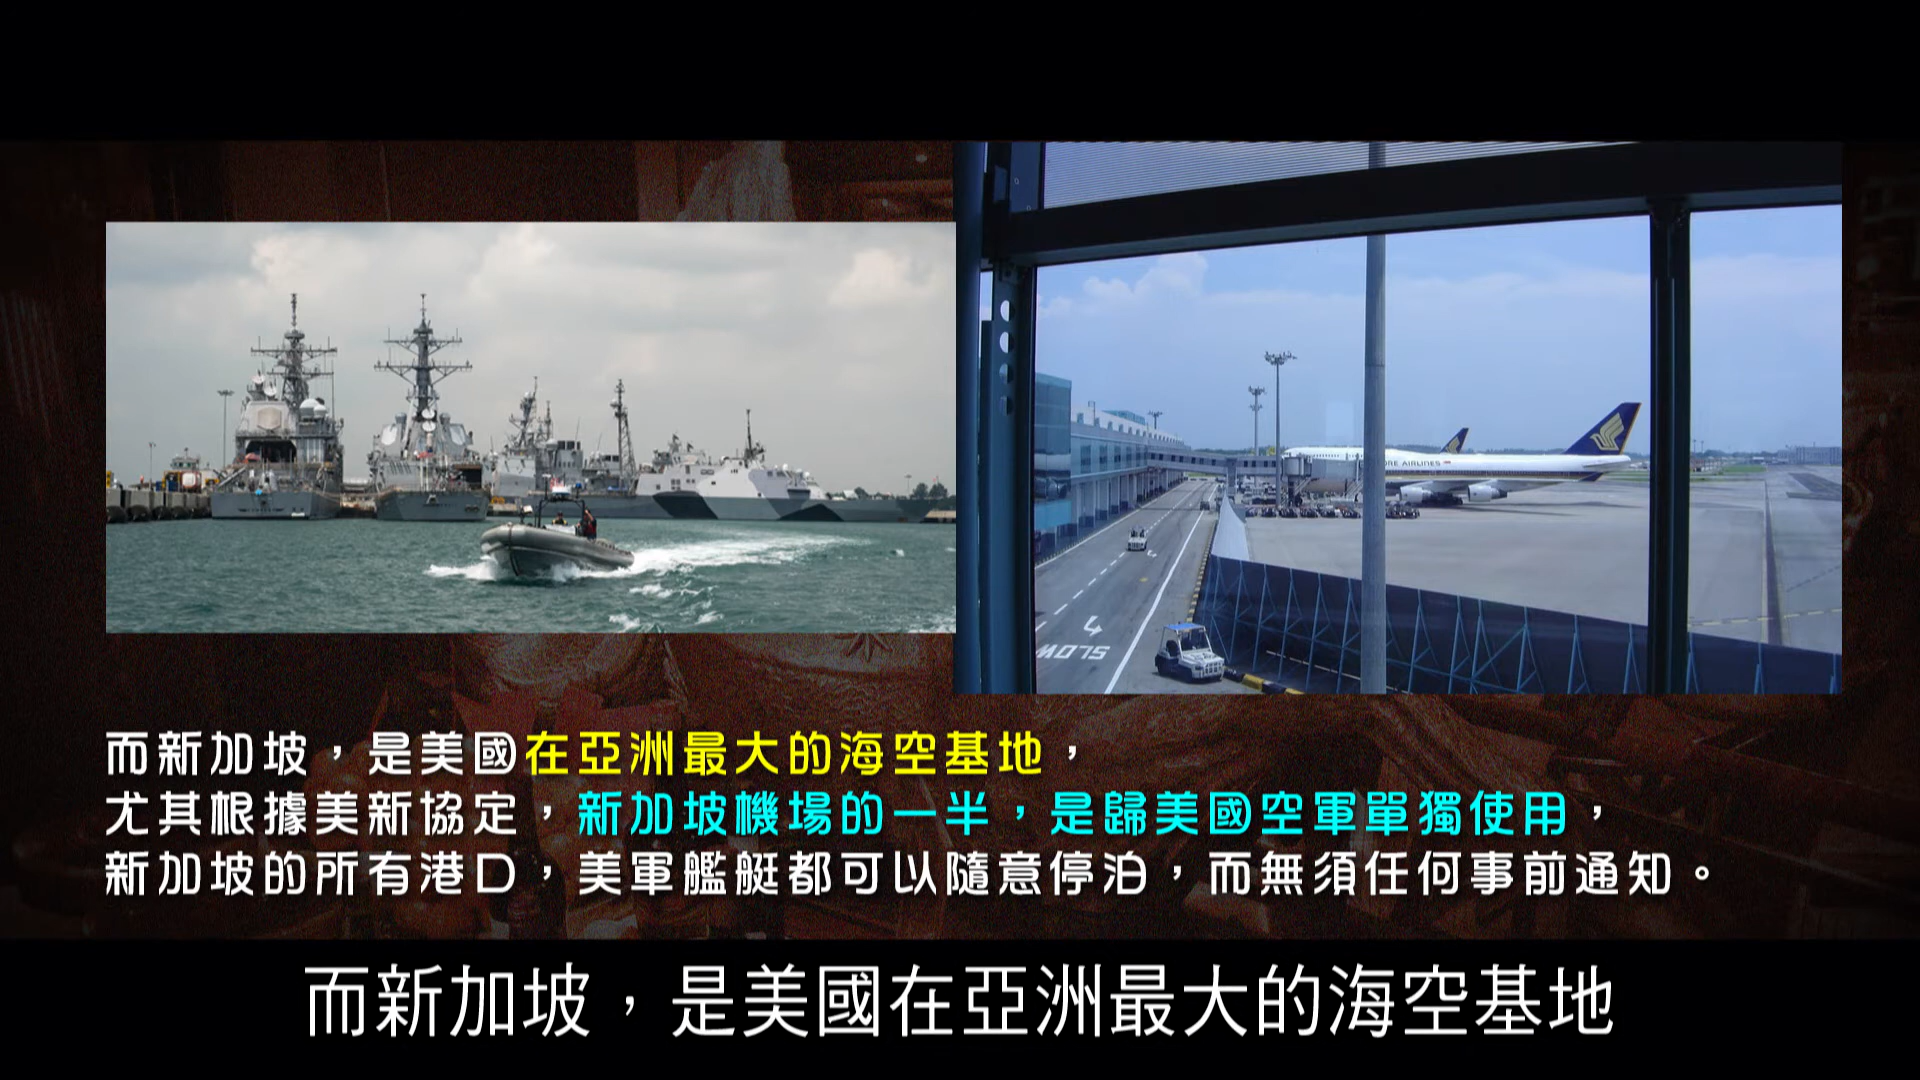 ORE AIRLINES
SLOW
而新加坡，是美國在亞洲最大的海空基地，
尤其根據美新協定，新加坡機場的一半，是歸美國空軍單獨使用，
新加坡的所有港口，美軍艦艇都可以隨意停泊，而無須任何事前通知。
而新加坡，是美國在亞洲最大的海空基地